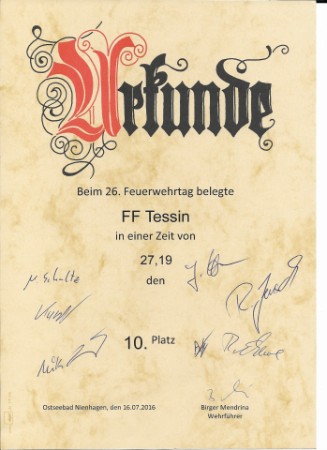 Urkunde
Beim 26. Feuerwehrtag belegte
FF Tessin
in einer Zeit von
27,19
den
10. Platz
Ostseebad Nienhagen, den 16.07.2016
Birger Mendrina
Wehrführer